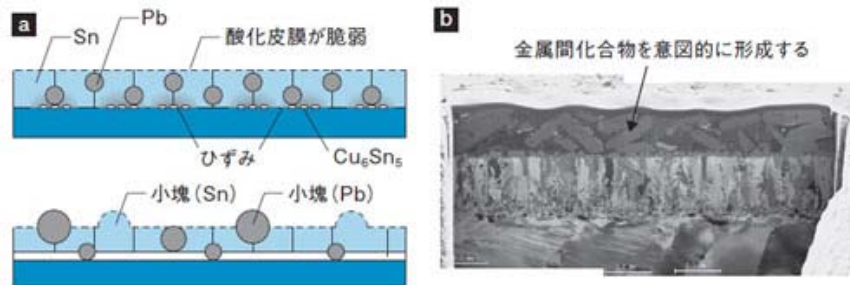 a
Sn
Pb
酸化皮膜が脆弱
ひずみ
Cu₆Sn₅
小塊（Sn）
小塊（Pb）
b
金属間化合物を意図的に形成する